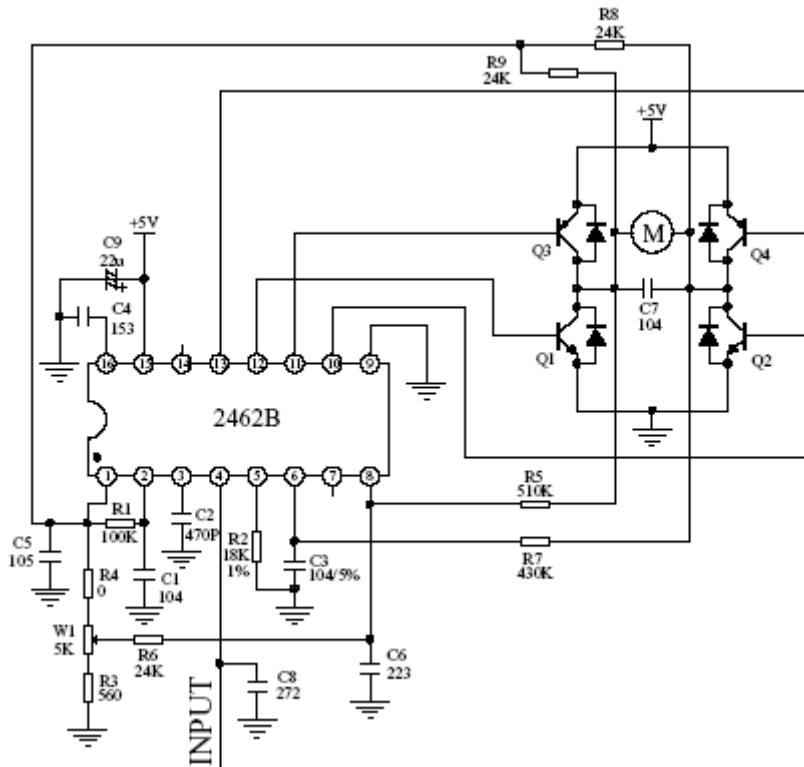 R8
24K
R9
24K
+5V
+5V
C9
22u
+
C4
153
Q3
M
Q4
C7
104
Q1
Q2
16
15
14
13
12
11
10
9
2462B
1
2
3
4
5
6
7
8
R5
510K
R1
100K
C2
470P
R2
18K
1%
C3
104/5%
R7
430K
C5
105
R4
0
C1
104
W1
5K
R6
24K
C6
223
R3
560
C8
272
INPUT